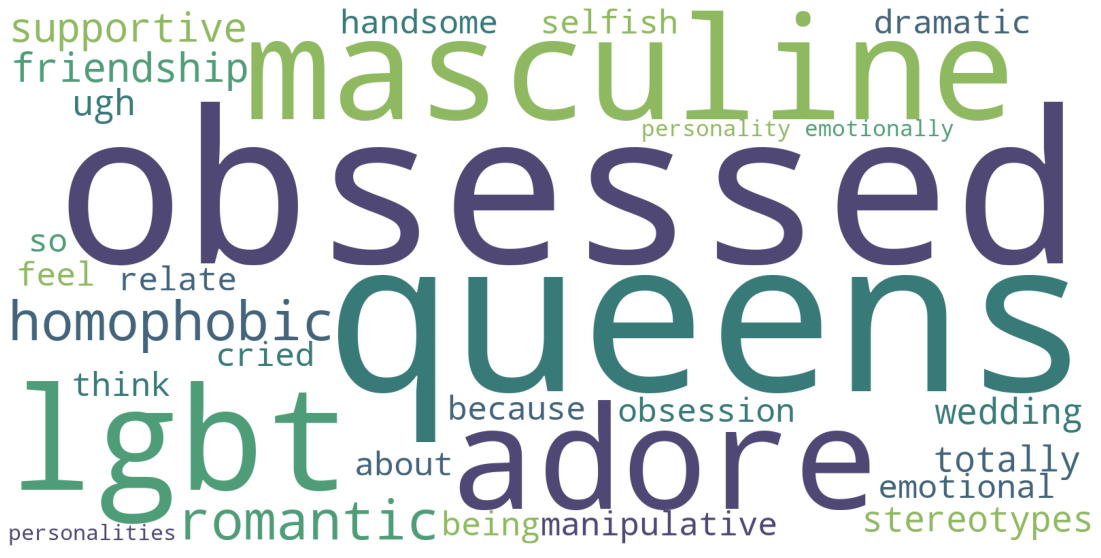 supportive handsome selfish dramatic
masculine
friendship
ugh
personality emotionally
obsessed
so
feel relate
queens
homophobic
cried
think
lgbt
because obsession wedding
adore
about totally
emotional
romantic being manipulative stereotypes
personalities